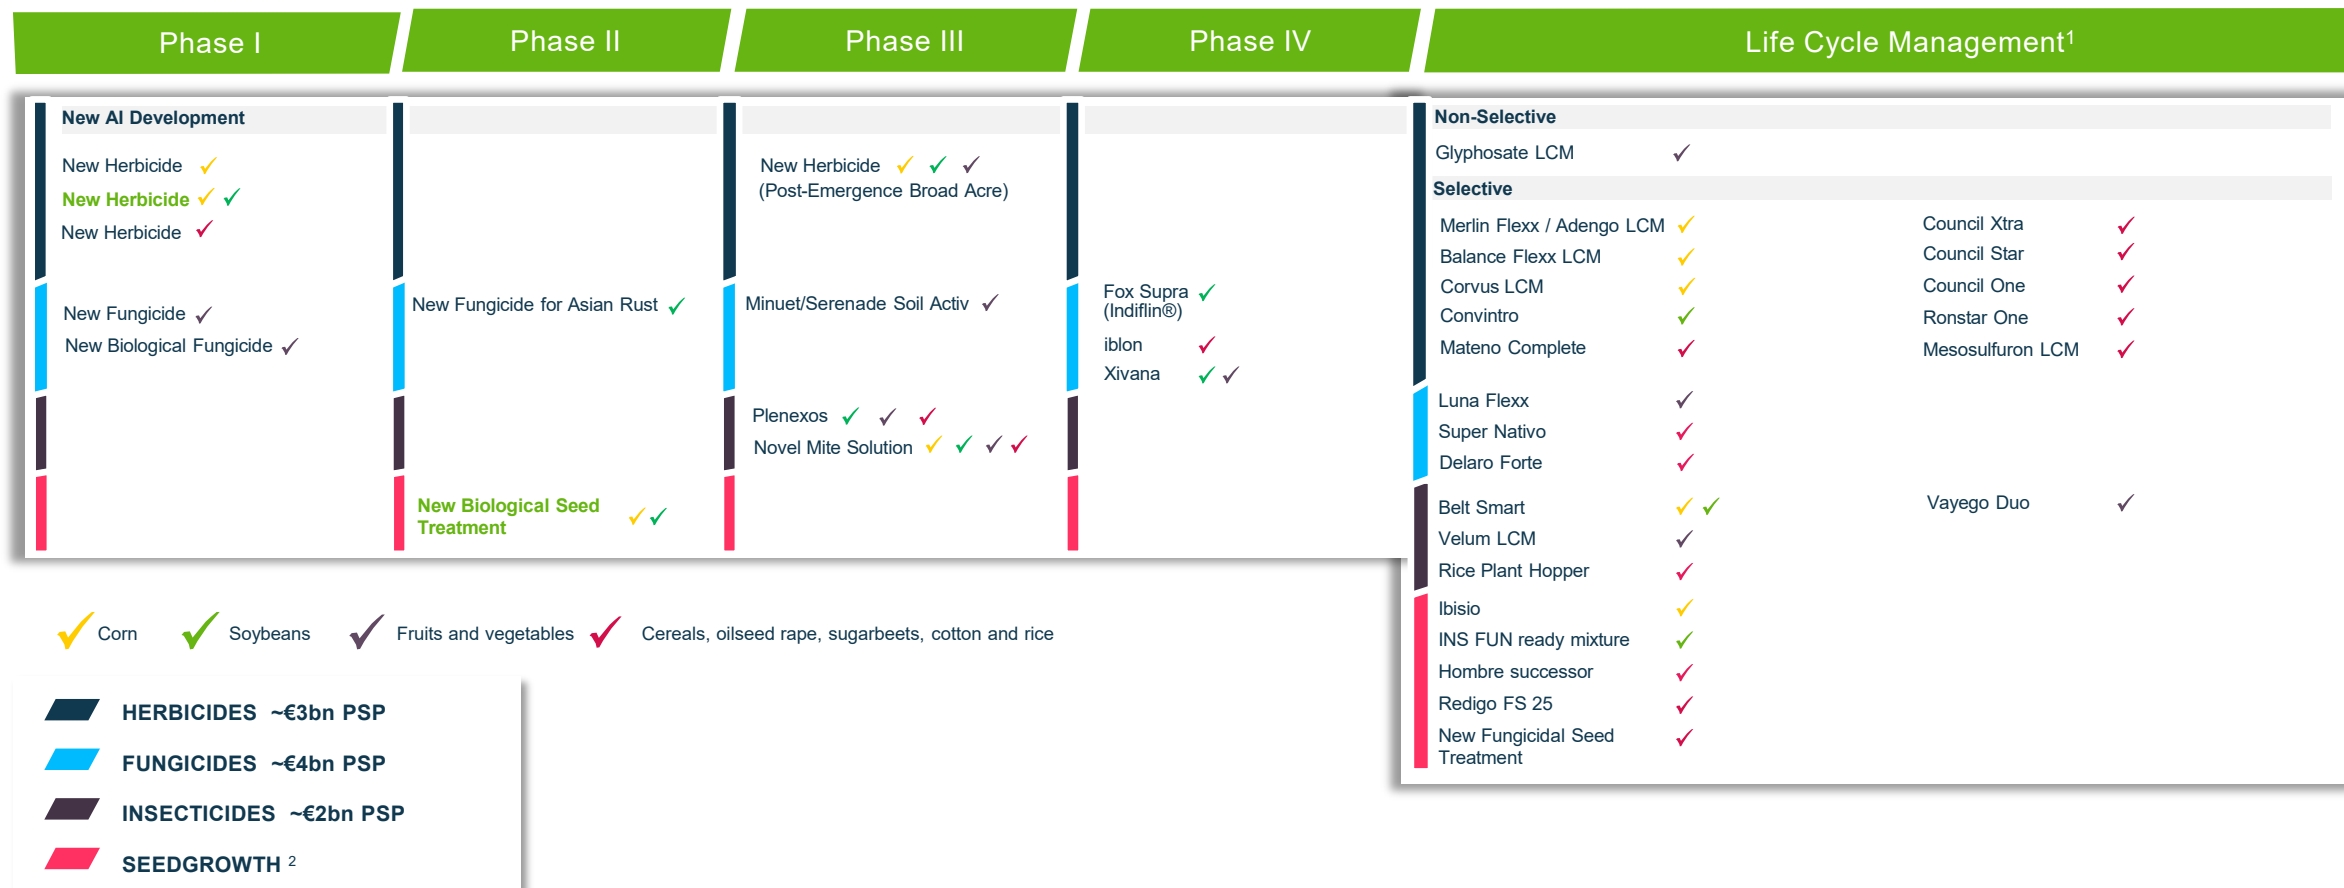 Phase I
Phase II
Phase III
Phase IV
Life Cycle Management¹
New AI Development
New Herbicide
New Herbicide
New Herbicide
New Fungicide
New Biological Fungicide
New Fungicide for Asian Rust
New Biological Seed
Treatment
New Herbicide
(Post-Emergence Broad Acre)
Minuet/Serenade Soil Activ
Plenexos
Novel Mite Solution
Fox Supra
(Indiflin®)
iblon
Xivana
Non-Selective
Glyphosate LCM
Selective
Merlin Flexx / Adengo LCM
Balance Flexx LCM
Corvus LCM
Convintro
Mateno Complete
Council Xtra
Council Star
Council One
Ronstar One
Mesosulfuron LCM
Luna Flexx
Super Nativo
Delaro Forte
Belt Smart
Velum LCM
Rice Plant Hopper
Vayego Duo
Ibisio
INS FUN ready mixture
Hombre successor
Redigo FS 25
New Fungicidal Seed
Treatment
Corn
Soybeans
Fruits and vegetables
Cereals, oilseed rape, sugarbeets, cotton and rice
HERBICIDES ~€3bn PSP
FUNGICIDES ~€4bn PSP
INSECTICIDES ~€2bn PSP
SEEDGROWTH ²